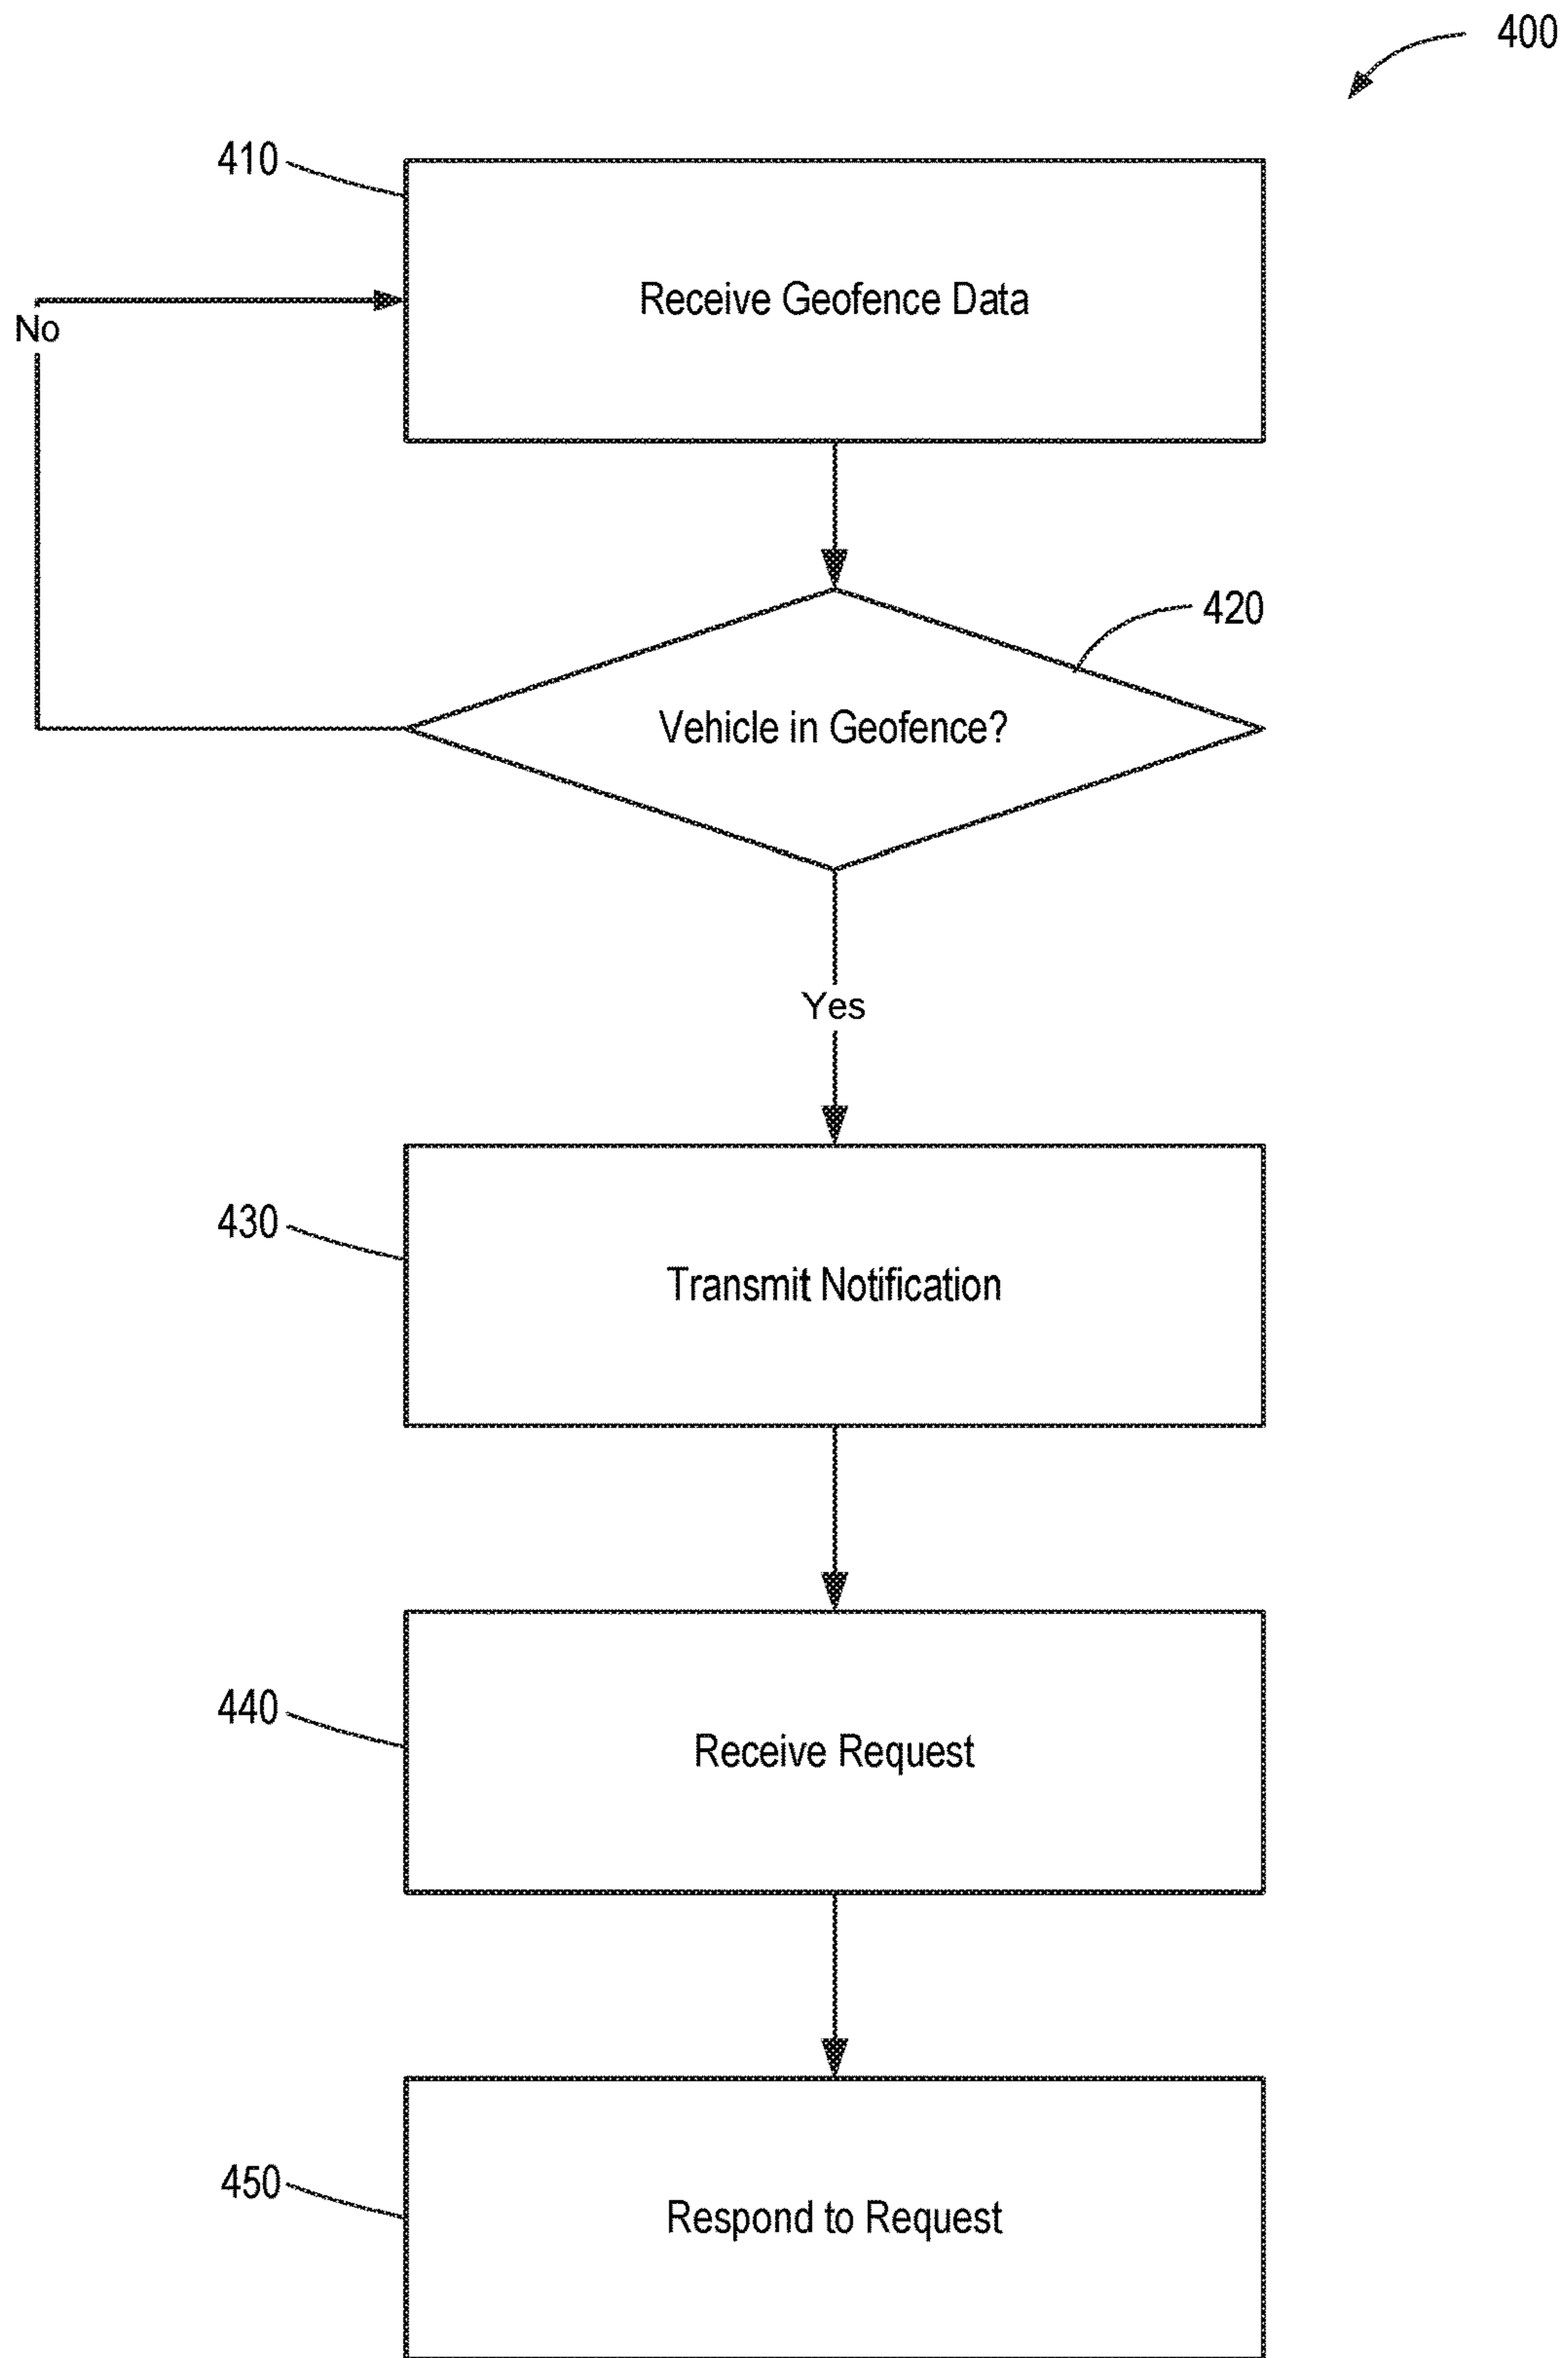 400
410
Receive Geofence Data
No
420
Vehicle in Geofence?
Yes
430
Transmit Notification
440
Receive Request
450
Respond to Request